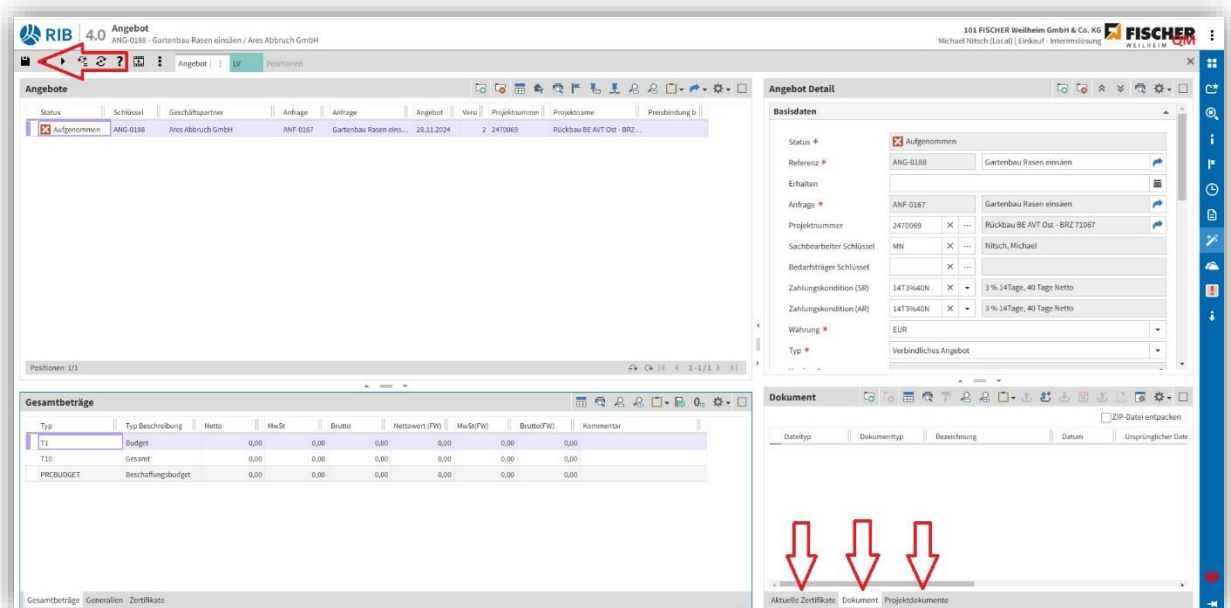 RIB 4.0 Angebot
ANG-0188 - Gartenbau Rasen einsäen / Ares Abbruch GmbH
101 FISCHER Weilheim GmbH & Co. KG
Michael Nitsch (Local) | Einkauf - Interimslösung
FISCHER
WEILHEIM
QM
Angebot LV Positionen
Angebote
Status Schlüssel Geschäftspartner Anfrage Anfrage Angebot Versi Projektnummer Projektname Preisbindung b
Aufgenommen ANG-0188 Ares Abbruch GmbH ANF-0167 Gartenbau Rasen eins... 28.11.2024 2 2470069 Rückbau BE AVT Ost - BRZ...
Positionen: 1/1
1-1/1
Angebot Detail
Basisdaten
Status * Aufgenommen
Referenz * ANG-0188 Gartenbau Rasen einsäen
Erhalten
Anfrage * ANF-0167 Gartenbau Rasen einsäen
Projektnummer 2470069 Rückbau BE AVT Ost - BRZ 71067
Sachbearbeiter Schlüssel MN Nitsch, Michael
Bedarfsträger Schlüssel
Zahlungskondition (SR) 14T3%40N 3 % 14Tage, 40 Tage Netto
Zahlungskondition (AR) 14T3%40N 3 % 14Tage, 40 Tage Netto
Währung * EUR
Typ * Verbindliches Angebot
Gesamtbeträge
Typ Typ Beschreibung Netto MwSt Brutto Nettowert (FW) MwSt(FW) Brutto(FW) Kommentar
T1 Budget 0,00 0,00 0,00 0,00 0,00 0,00
T10 Gesamt 0,00 0,00 0,00 0,00 0,00 0,00
PRCBUDGET Beschaffungsbudget 0,00 0,00 0,00 0,00 0,00 0,00
Gesamtbeträge Generalien Zertifikate
Dokument
ZIP-Datei entpacken
Dateityp Dokumenttyp Bezeichnung Datum Ursprünglicher Date
Aktuelle Zertifikate Dokument Projektdokumente